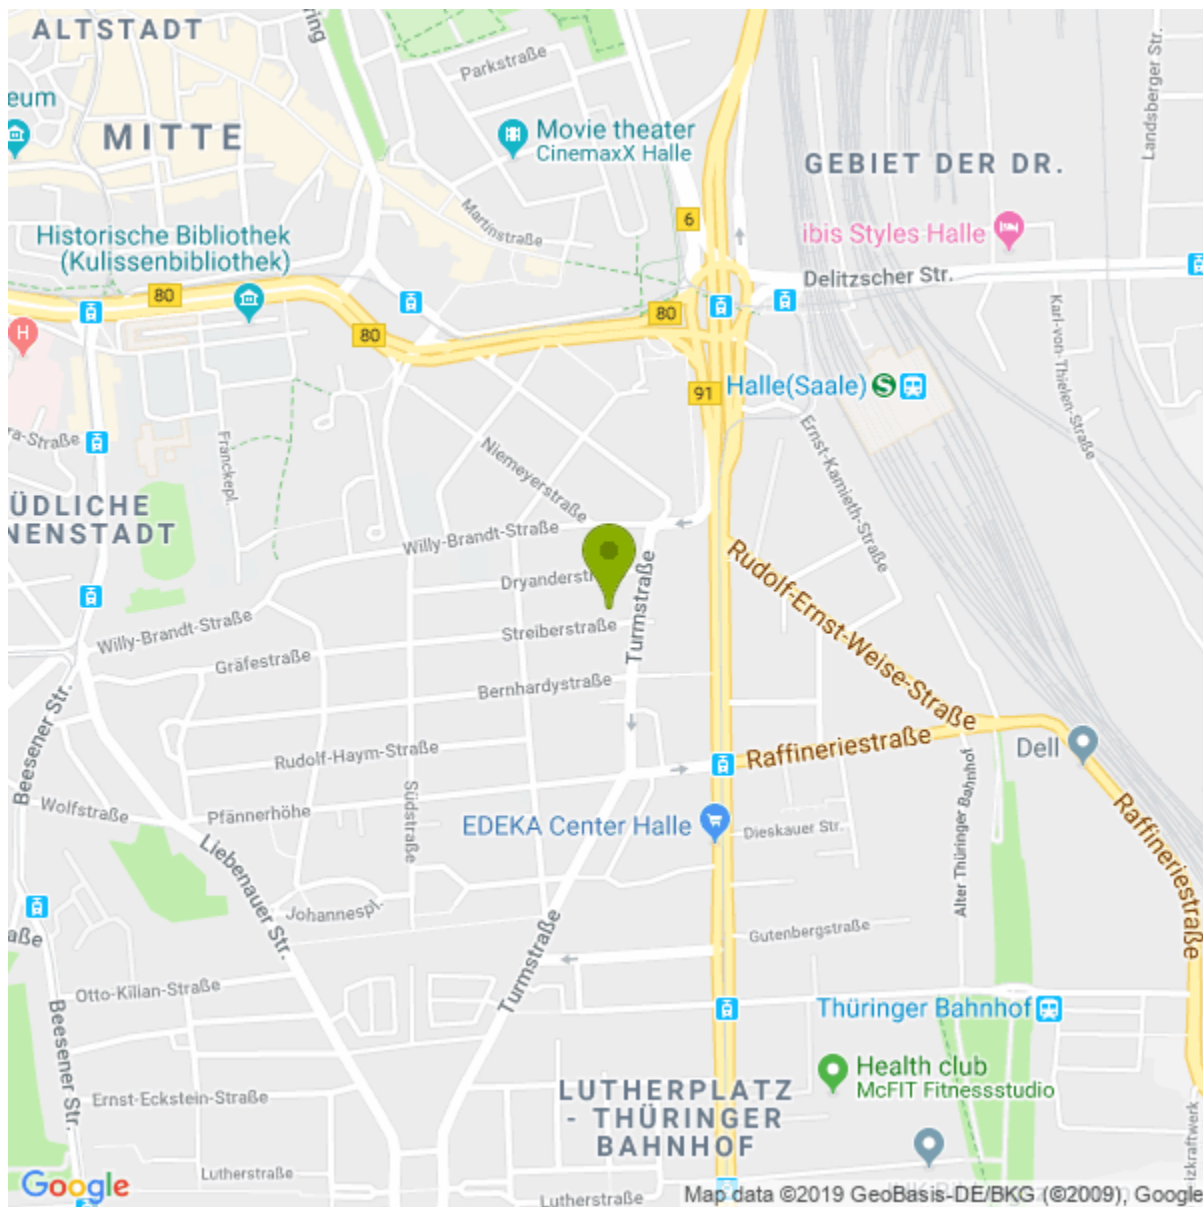 ALTSTADT
ring
Parkstraße
Landsberger Str.
eum
MITTE
Movie theater
CinemaxX Halle
GEBIET DER DR.
Martinstraße
6
Historische Bibliothek
(Kulissenbibliothek)
ibis Styles Halle
Delitzscher Str.
80
80
80
H
Karl-von-Thielen-Straße
91
Halle(Saale)
S
ra-Straße
Franckepl.
Niemeyerstraße
Ernst-Kamieth-Straße
ÜDLICHE
NENSTADT
Willy-Brandt-Straße
Dryanderstr
Turmstraße
Rudolf-Ernst-Weise-Straße
Willy-Brandt-Straße
Streiberstraße
Gräfestraße
Bernhardystraße
Beesener Str.
Rudolf-Haym-Straße
Raffineriestraße
Dell
Wolfstraße
Pfännerhöhe
Südstraße
EDEKA Center Halle
Dieskauer Str.
Alter Thüringer Bahnhof
Raffineriestraße
Liebenauer Str.
Johannespl.
aße
Turmstraße
Gutenbergstraße
Otto-Kilian-Straße
Beesener Str.
Thüringer Bahnhof
Health club
McFIT Fitnessstudio
LUTHERPLATZ
- THÜRINGER
BAHNHOF
Ernst-Eckstein-Straße
eizkraftwerk
Lutherstraße
Lutherstraße
Google
Map data ©2019 GeoBasis-DE/BKG (©2009), Google